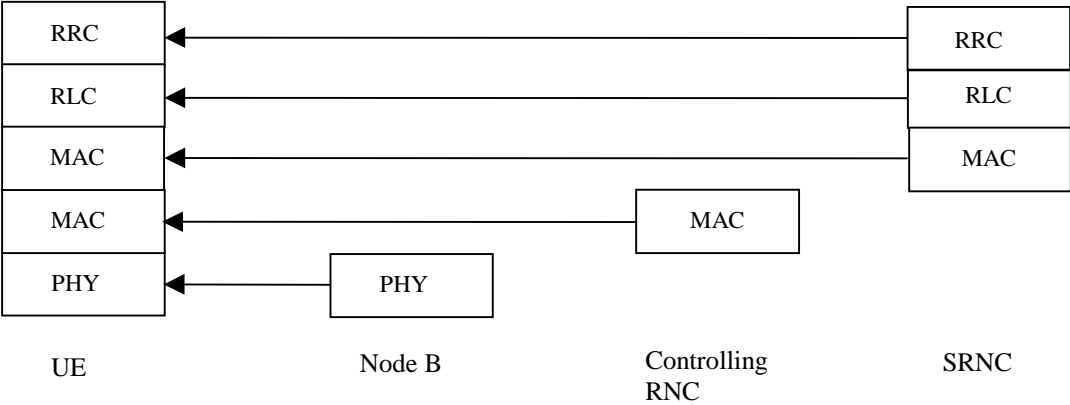 RRC
RRC
RLC
RLC
MAC
MAC
MAC
MAC
PHY
PHY
UE
Node B
Controlling
RNC
SRNC